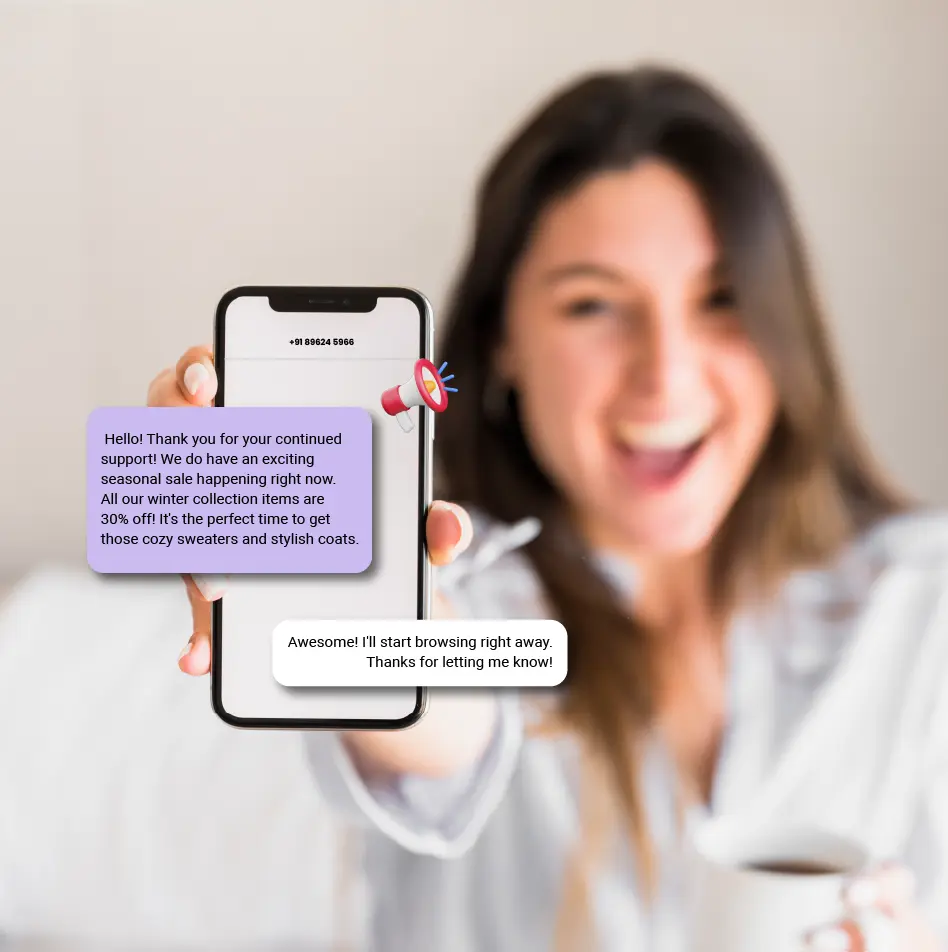 +91 89624 5966
Hello! Thank you for your continued
support! We do have an exciting
seasonal sale happening right now.
All our winter collection items are
30% off! It's the perfect time to get
those cozy sweaters and stylish coats.
Awesome! I'll start browsing right away.
Thanks for letting me know!